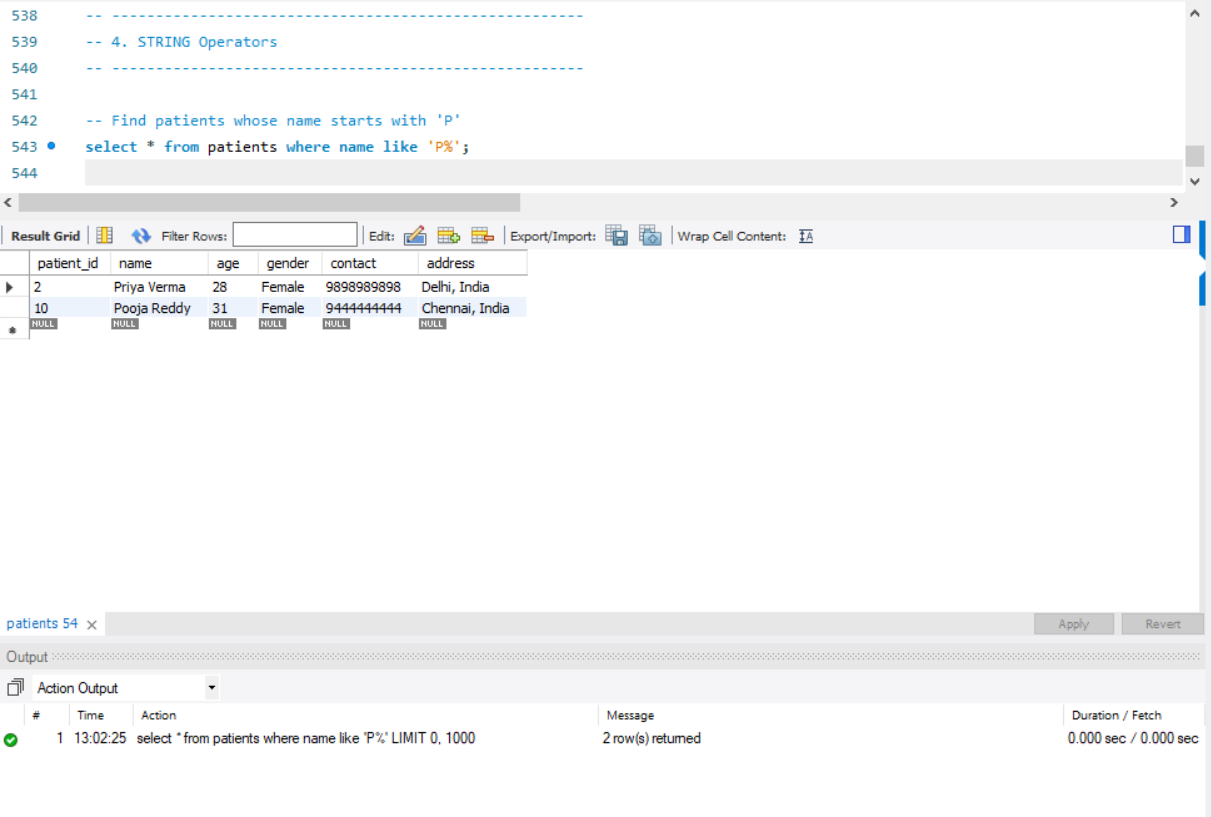 538 -- ------------------------------------------------------
539 -- 4. STRING Operators
540 -- ------------------------------------------------------
541
542 -- Find patients whose name starts with 'P'
543 select * from patients where name like 'P%';
544
Result Grid Filter Rows: Edit: Export/Import: Wrap Cell Content: IA
patient_id name age gender contact address
2 Priya Verma 28 Female 9898989898 Delhi, India
10 Pooja Reddy 31 Female 9444444444 Chennai, India
NULL NULL NULL NULL NULL NULL
patients 54 Apply Revert
Output
Action Output
# Time Action Message Duration / Fetch
1 13:02:25 select * from patients where name like 'P%' LIMIT 0, 1000 2 row(s) returned 0.000 sec / 0.000 sec